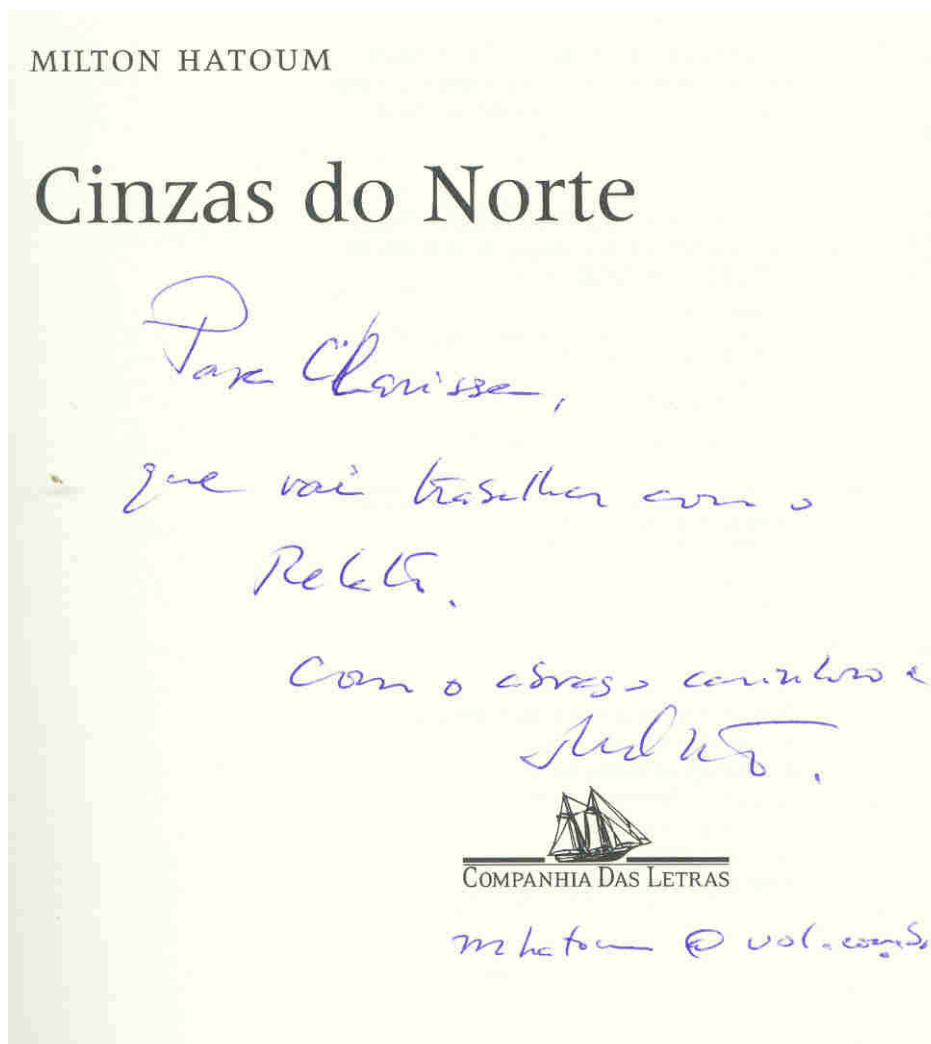 MILTON HATOUM
Cinzas do Norte
Para Clarisse,
que vai trabalhar com o
Relato.
Com o abraço carinhoso e
COMPANHIA DAS LETRAS
mhatoum @ uol.com.b